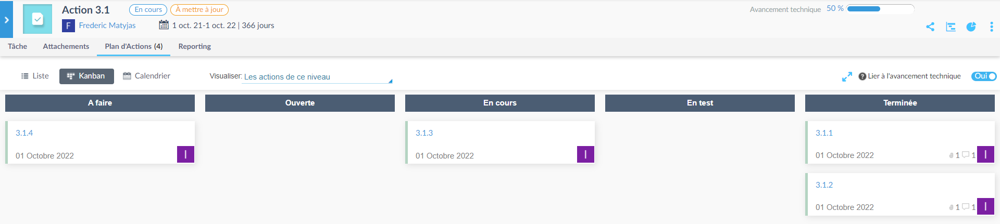 Action 3.1 En cours À mettre à jour Avancement technique 50 %
F Frederic Matyjas 1 oct. 21-1 oct. 22 | 366 jours
Tâche Attachements Plan d'Actions (4) Reporting
Liste Kanban Calendrier Visualiser: Les actions de ce niveau ? Lier à l'avancement technique Oui
A faire Ouverte En cours En test Terminée
3.1.4 3.1.3 3.1.1
01 Octobre 2022 I 01 Octobre 2022 I 01 Octobre 2022 1 1 I
3.1.2
01 Octobre 2022 1 1 I